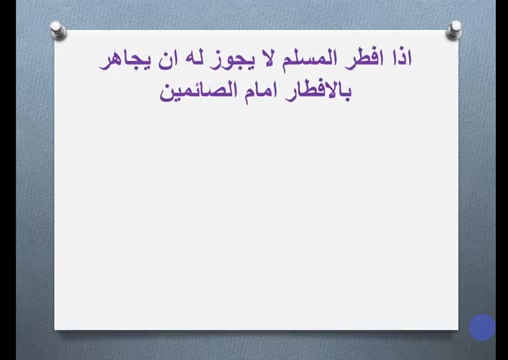 اذا افطر المسلم لا يجوز له ان يجاهر
بالافطار امام الصائمين